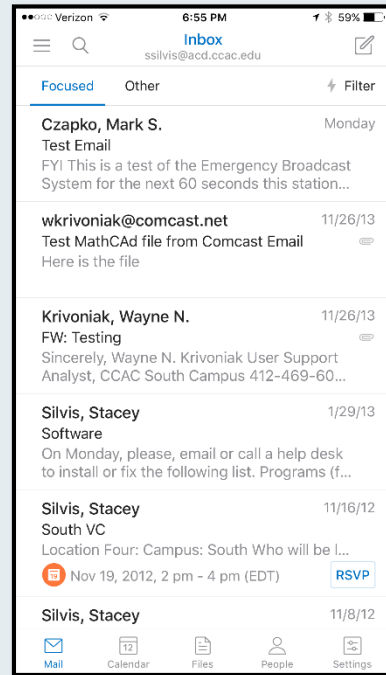 Verizon 6:55 PM 59%
Inbox
ssilvis@acd.ccac.edu
Focused Other Filter
Czapko, Mark S. Monday
Test Email
FYI This is a test of the Emergency Broadcast
System for the next 60 seconds this station...
wkrivoniak@comcast.net 11/26/13
Test MathCAd file from Comcast Email
Here is the file
Krivoniak, Wayne N. 11/26/13
FW: Testing
Sincerely, Wayne N. Krivoniak User Support
Analyst, CCAC South Campus 412-469-60...
Silvis, Stacey 1/29/13
Software
On Monday, please, email or call a help desk
to install or fix the following list. Programs (f...
Silvis, Stacey 11/16/12
South VC
Location Four: Campus: South Who will be l...
Nov 19, 2012, 2 pm - 4 pm (EDT) RSVP
Silvis, Stacey 11/8/12
12
Mail Calendar Files People Settings